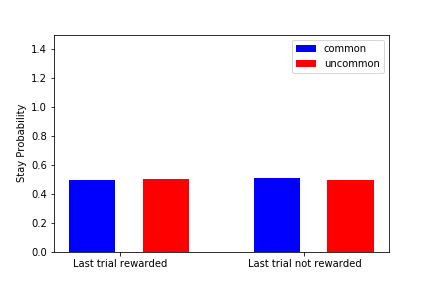 1.4
1.2
1.0
0.8
0.6
0.4
0.2
0.0
Stay Probability
common
uncommon
Last trial rewarded
Last trial not rewarded